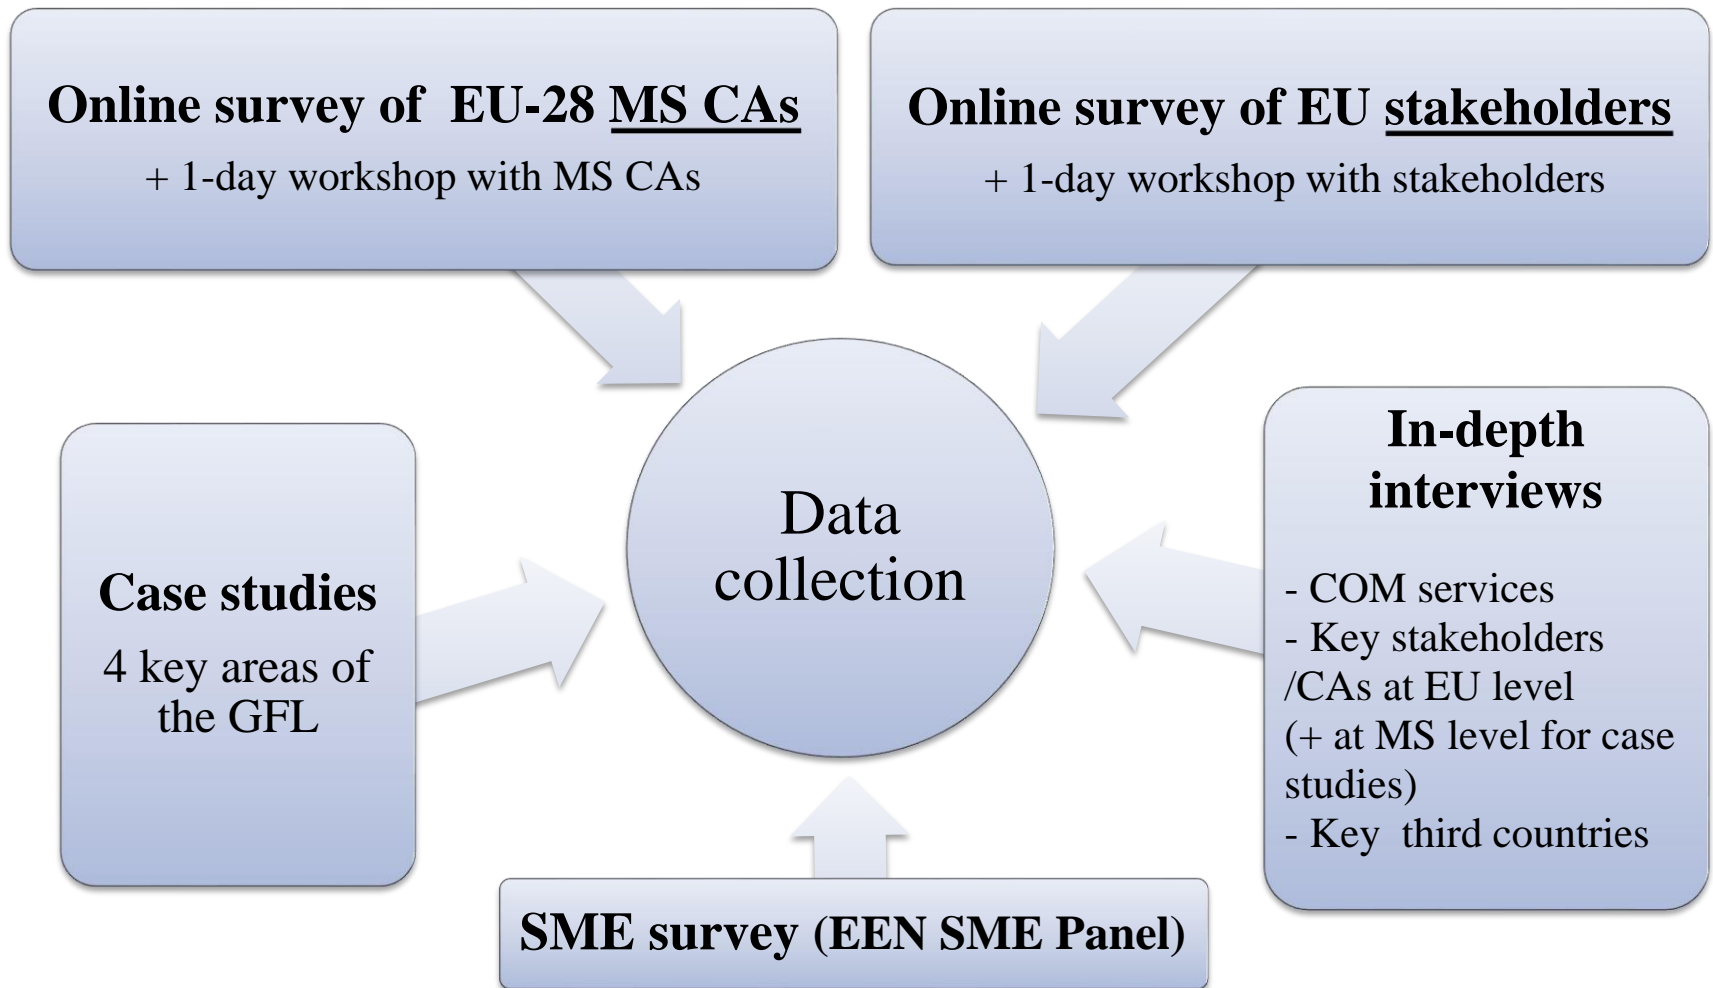 Online survey of EU-28 MS CAs
+ 1-day workshop with MS CAs
Online survey of EU stakeholders
+ 1-day workshop with stakeholders
Data
collection
Case studies
4 key areas of
the GFL
In-depth
interviews
- COM services
- Key stakeholders
/CAs at EU level
(+ at MS level for case
studies)
- Key third countries
SME survey (EEN SME Panel)